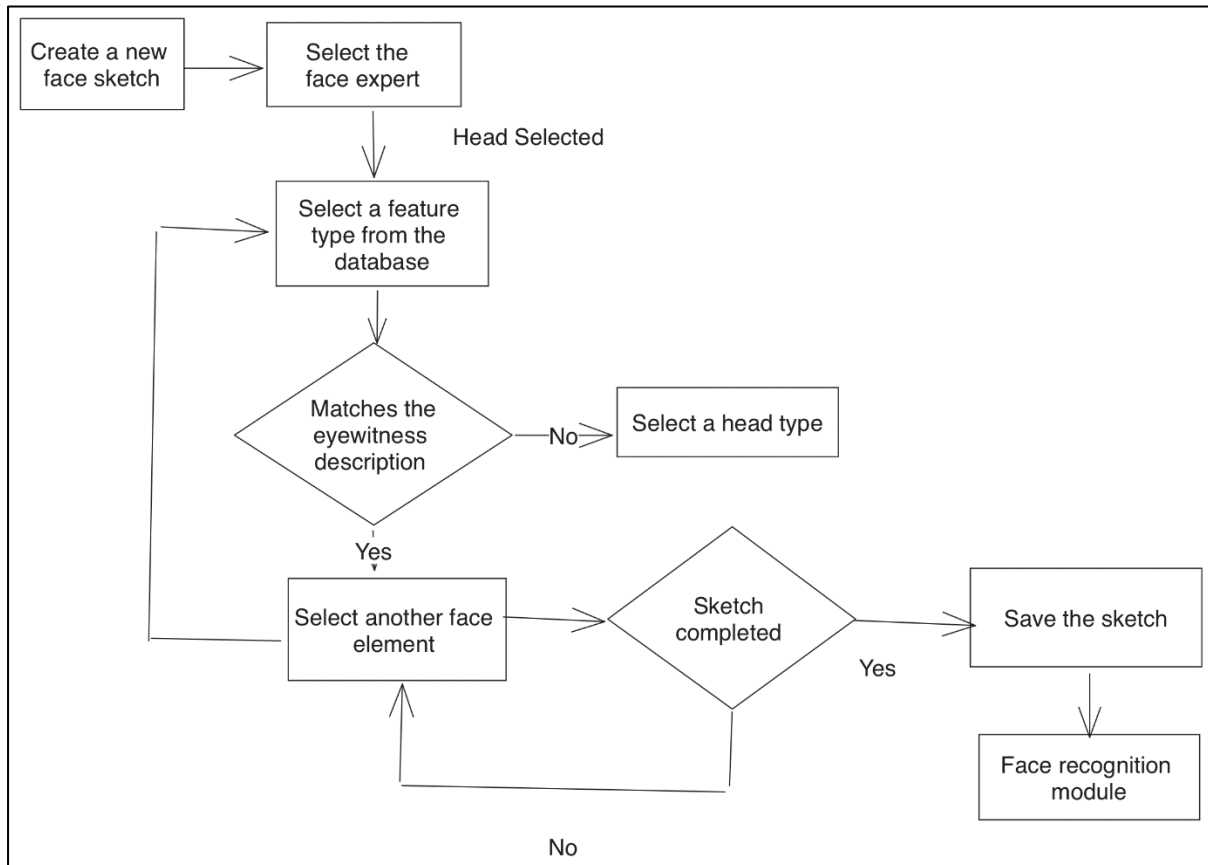 Create a new
face sketch
Select the
face expert
Head Selected
Select a feature
type from the
database
Matches the
eyewitness
description
No
Select a head type
Yes
Select another face
element
Sketch
completed
Yes
Save the sketch
No
Face recognition
module